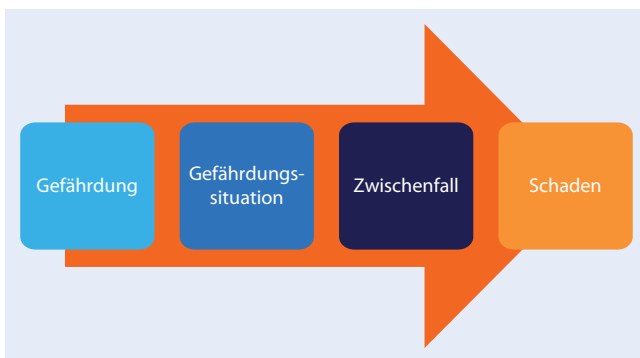 Gefährdung
Gefährdungs-
situation
Zwischenfall
Schaden